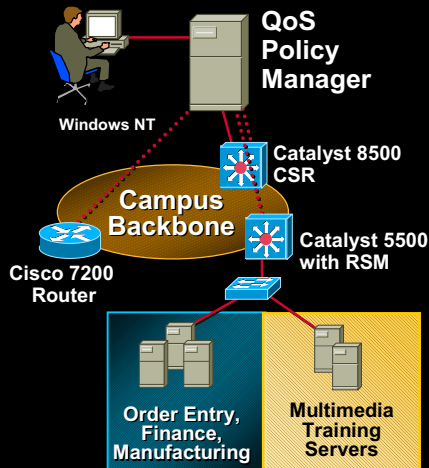 QoS
Policy
Manager
Windows NT
Catalyst 8500
CSR
Campus
Backbone
Catalyst 5500
with RSM
Cisco 7200
Router
Order Entry,
Finance,
Manufacturing
Multimedia
Training
Servers